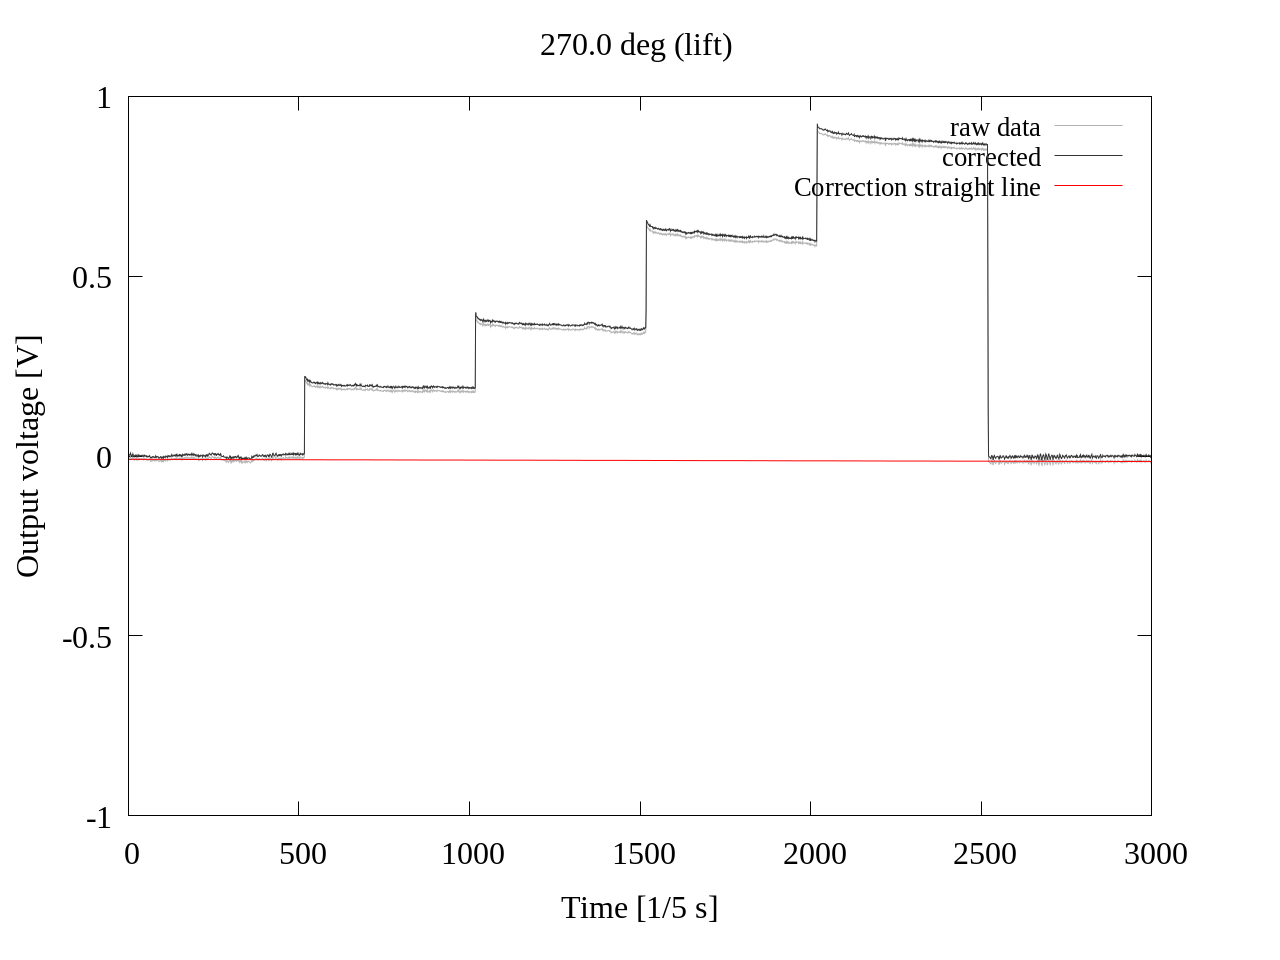 270.0 deg (lift)
1
0.5
0
-0.5
-1
Output voltage [V]
raw data
corrected
Correction straight line
0 500 1000 1500 2000 2500 3000
Time [1/5 s]